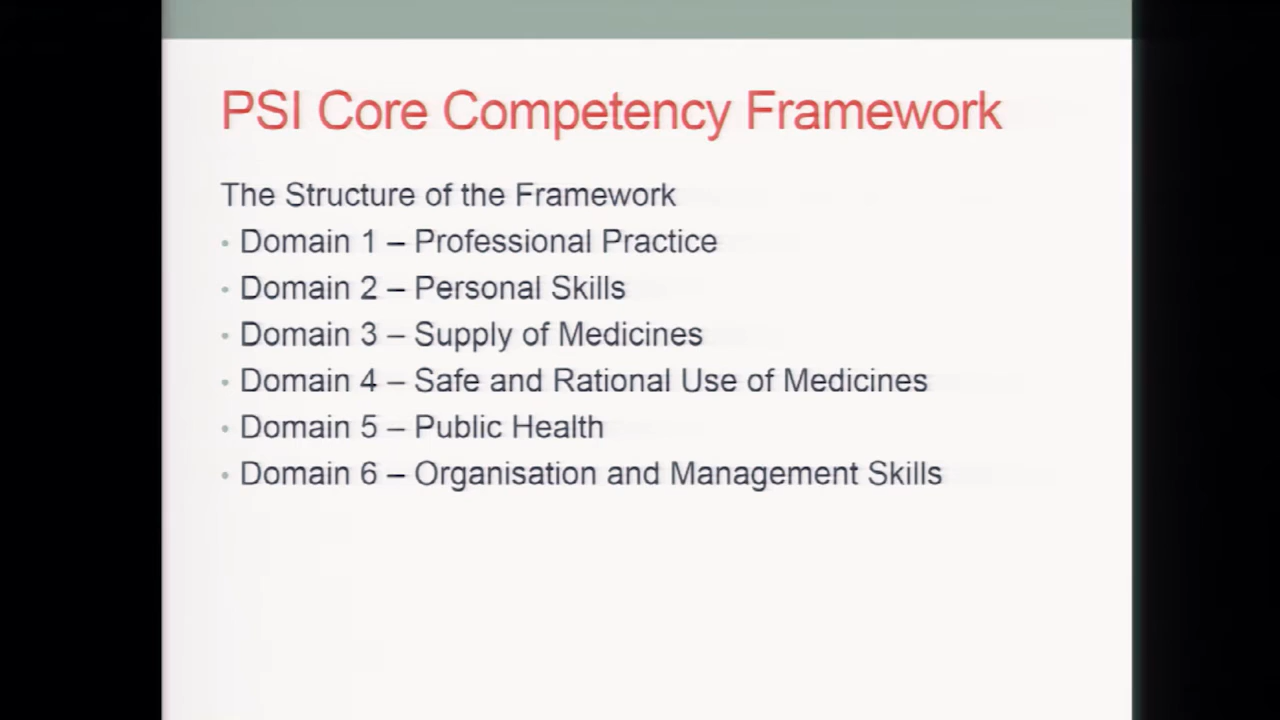 PSI Core Competency Framework
The Structure of the Framework
• Domain 1 – Professional Practice
• Domain 2 – Personal Skills
• Domain 3 – Supply of Medicines
• Domain 4 – Safe and Rational Use of Medicines
• Domain 5 – Public Health
• Domain 6 – Organisation and Management Skills